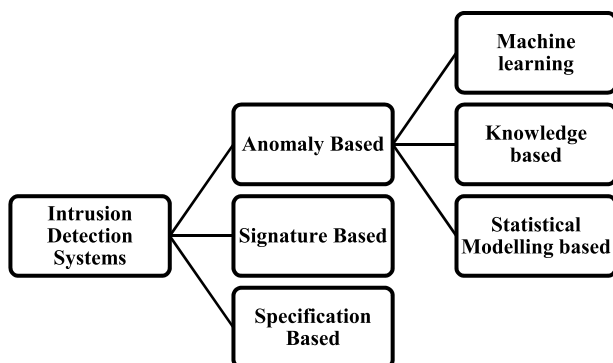 Machine
learning
Anomaly Based
Knowledge
based
Intrusion
Detection
Systems
Signature Based
Statistical
Modelling based
Specification
Based